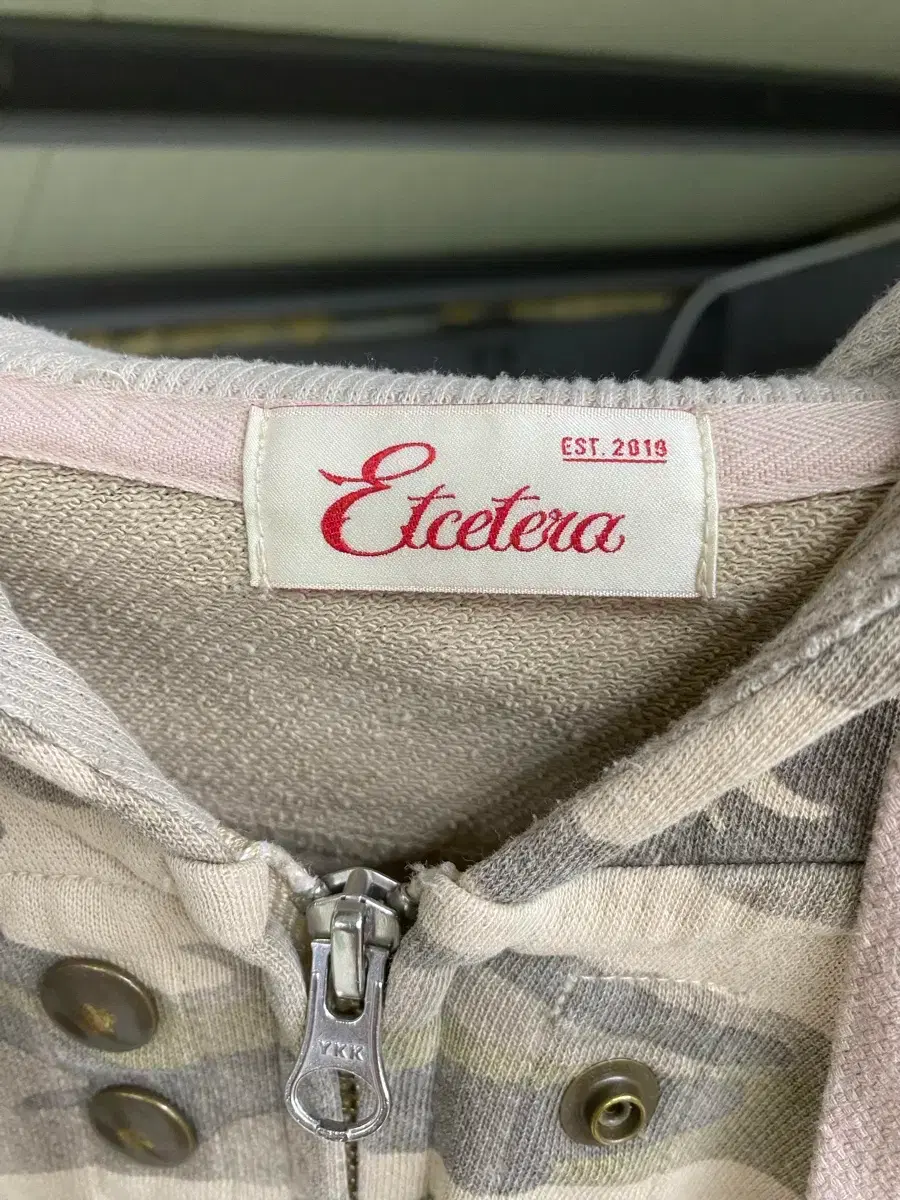 EST. 2019
Etcetera
YKK